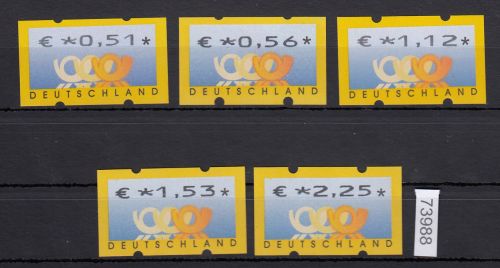 € *0,51*
DEUTSCHLAND
€ *0,56*
DEUTSCHLAND
€ *1,12*
DEUTSCHLAND
€ *1,53*
DEUTSCHLAND
€ *2,25*
DEUTSCHLAND
73988